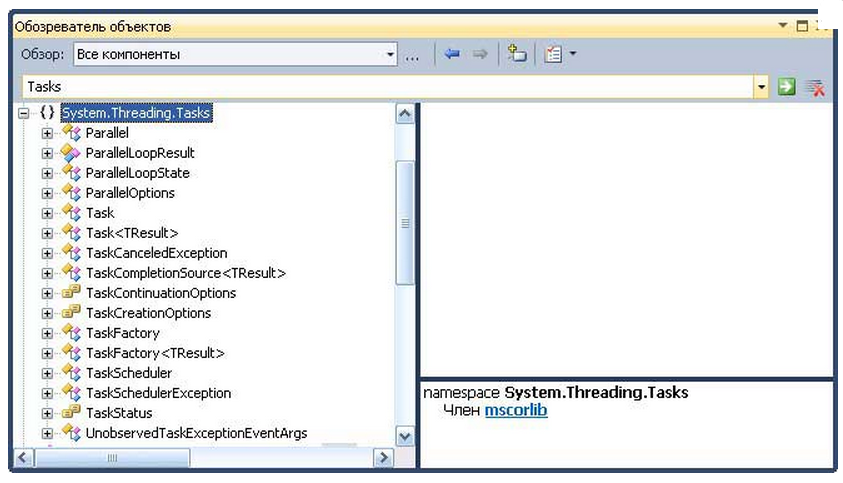 Обозреватель объектов
Обзор: Все компоненты ...
Tasks
{} System.Threading.Tasks
Parallel
ParallelLoopResult
ParallelLoopState
ParallelOptions
Task
Task<TResult>
TaskCanceledException
TaskCompletionSource<TResult>
TaskContinuationOptions
TaskCreationOptions
TaskFactory
TaskFactory<TResult>
TaskScheduler
TaskSchedulerException
TaskStatus
UnobservedTaskExceptionEventArgs
namespace System.Threading.Tasks
Член mscorlib